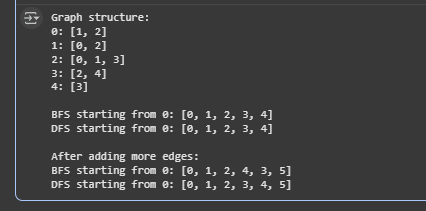 Graph structure:
0: [1, 2]
1: [0, 2]
2: [0, 1, 3]
3: [2, 4]
4: [3]
BFS starting from 0: [0, 1, 2, 3, 4]
DFS starting from 0: [0, 1, 2, 3, 4]
After adding more edges:
BFS starting from 0: [0, 1, 2, 4, 3, 5]
DFS starting from 0: [0, 1, 2, 3, 4, 5]